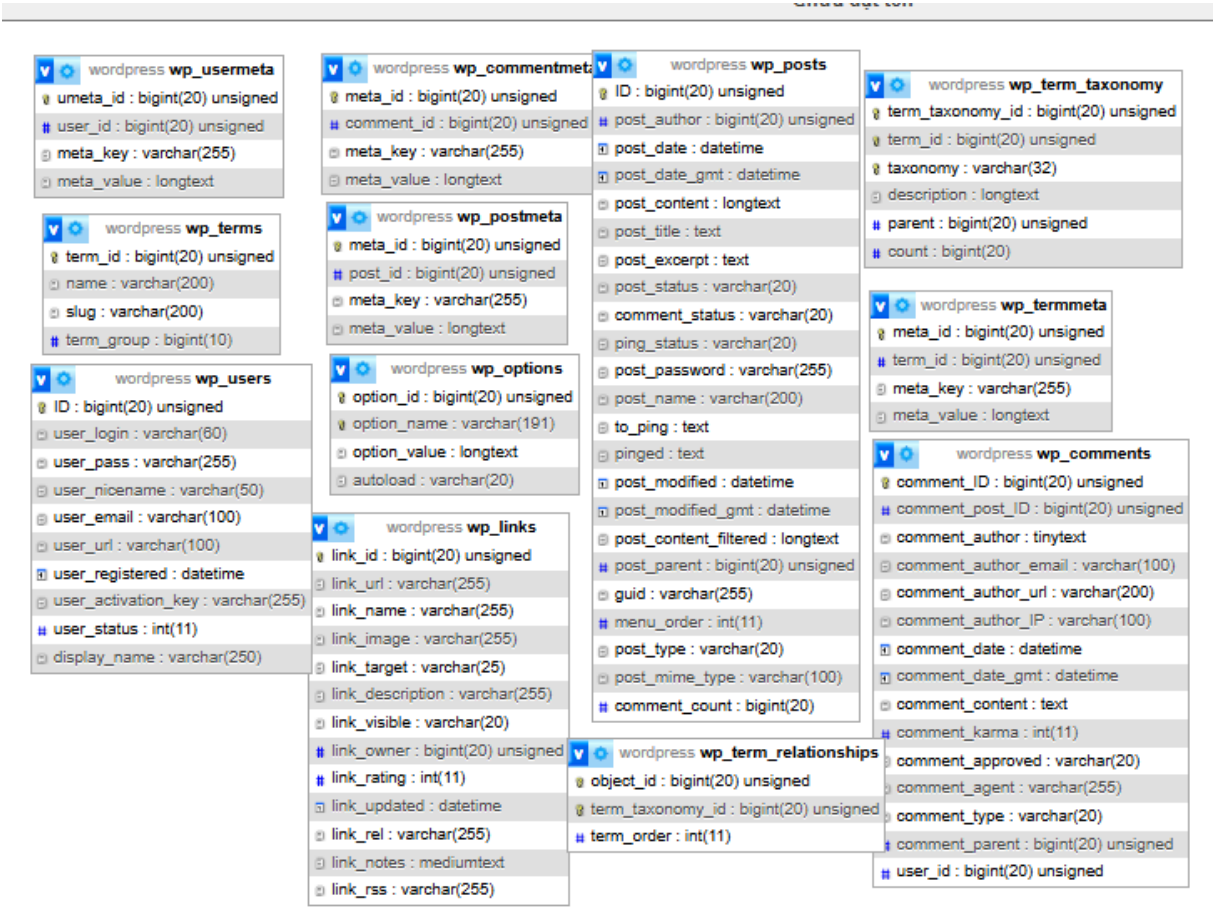 wordpress wp_usermeta
umeta_id : bigint(20) unsigned
user_id : bigint(20) unsigned
meta_key : varchar(255)
meta_value : longtext
wordpress wp_terms
term_id : bigint(20) unsigned
name : varchar(200)
slug : varchar(200)
term_group : bigint(10)
wordpress wp_users
ID : bigint(20) unsigned
user_login : varchar(60)
user_pass : varchar(255)
user_nicename : varchar(50)
user_email : varchar(100)
user_url : varchar(100)
user_registered : datetime
user_activation_key : varchar(255)
user_status : int(11)
display_name : varchar(250)
wordpress wp_commentmeta
meta_id : bigint(20) unsigned
comment_id : bigint(20) unsigned
meta_key : varchar(255)
meta_value : longtext
wordpress wp_postmeta
meta_id : bigint(20) unsigned
post_id : bigint(20) unsigned
meta_key : varchar(255)
meta_value : longtext
wordpress wp_options
option_id : bigint(20) unsigned
option_name : varchar(191)
option_value : longtext
autoload : varchar(20)
wordpress wp_links
link_id : bigint(20) unsigned
link_url : varchar(255)
link_name : varchar(255)
link_image : varchar(255)
link_target : varchar(25)
link_description : varchar(255)
link_visible : varchar(20)
link_owner : bigint(20) unsigned
link_rating : int(11)
link_updated : datetime
link_rel : varchar(255)
link_notes : mediumtext
link_rss : varchar(255)
wordpress wp_posts
ID : bigint(20) unsigned
post_author : bigint(20) unsigned
post_date : datetime
post_date_gmt : datetime
post_content : longtext
post_title : text
post_excerpt : text
post_status : varchar(20)
comment_status : varchar(20)
ping_status : varchar(20)
post_password : varchar(255)
post_name : varchar(200)
to_ping : text
pinged : text
post_modified : datetime
post_modified_gmt : datetime
post_content_filtered : longtext
post_parent : bigint(20) unsigned
guid : varchar(255)
menu_order : int(11)
post_type : varchar(20)
post_mime_type : varchar(100)
comment_count : bigint(20)
wordpress wp_term_relationships
object_id : bigint(20) unsigned
term_taxonomy_id : bigint(20) unsigned
term_order : int(11)
wordpress wp_term_taxonomy
term_taxonomy_id : bigint(20) unsigned
term_id : bigint(20) unsigned
taxonomy : varchar(32)
description : longtext
parent : bigint(20) unsigned
count : bigint(20)
wordpress wp_termmeta
meta_id : bigint(20) unsigned
term_id : bigint(20) unsigned
meta_key : varchar(255)
meta_value : longtext
wordpress wp_comments
comment_ID : bigint(20) unsigned
comment_post_ID : bigint(20) unsigned
comment_author : tinytext
comment_author_email : varchar(100)
comment_author_url : varchar(200)
comment_author_IP : varchar(100)
comment_date : datetime
comment_date_gmt : datetime
comment_content : text
comment_karma : int(11)
comment_approved : varchar(20)
comment_agent : varchar(255)
comment_type : varchar(20)
comment_parent : bigint(20) unsigned
user_id : bigint(20) unsigned